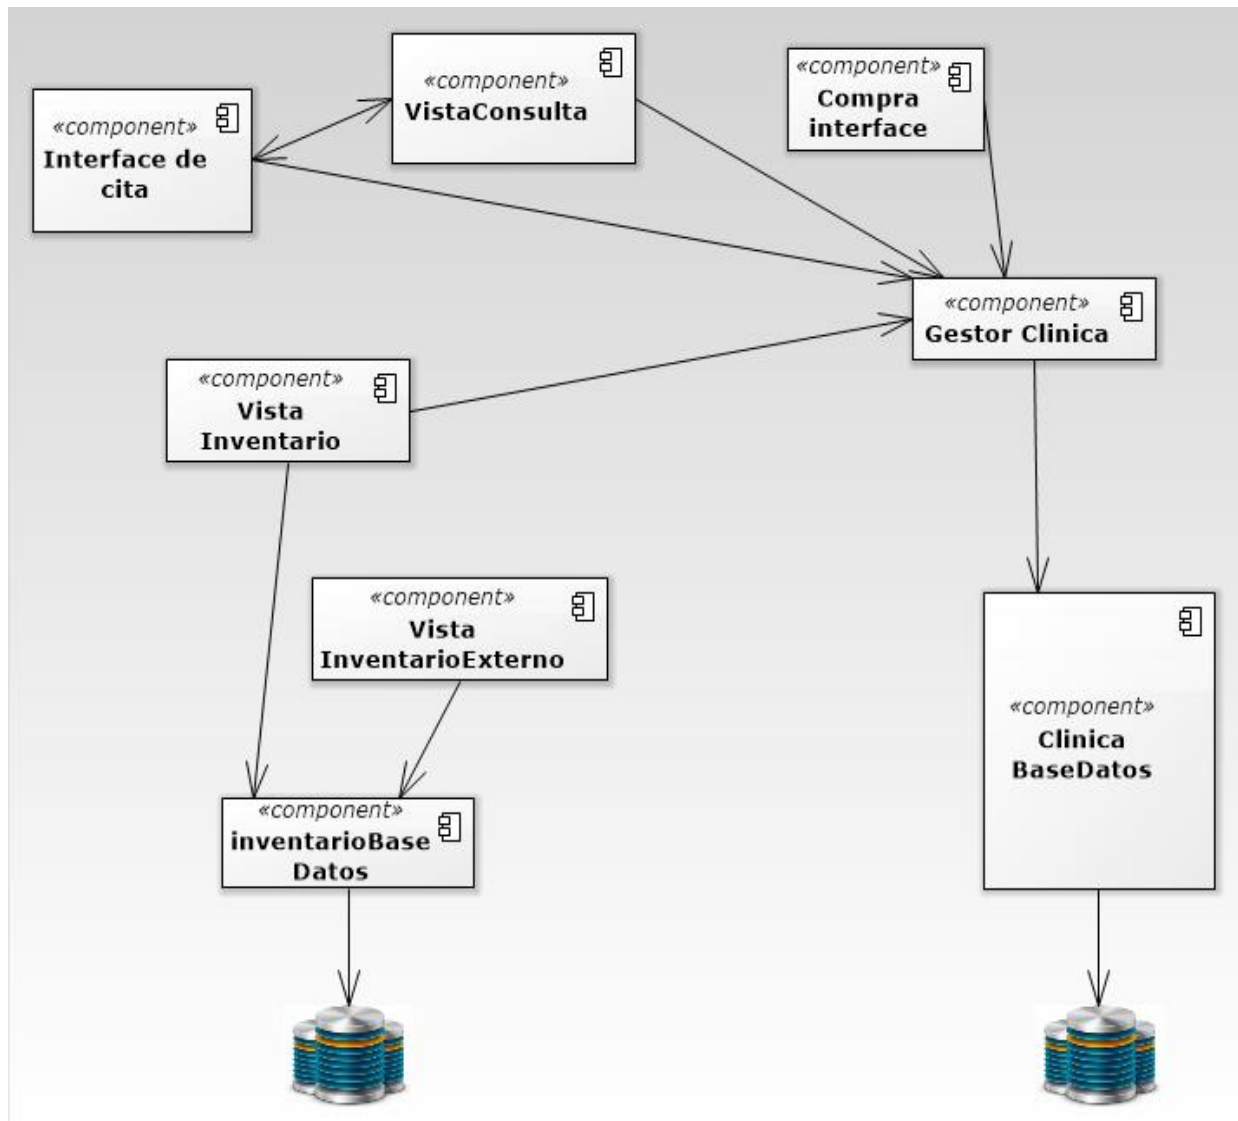 «component»
VistaConsulta
«component»
Compra
interface
«component»
Interface de
cita
«component»
Gestor Clinica
«component»
Vista
Inventario
«component»
Vista
InventarioExterno
«component»
Clinica
BaseDatos
«component»
inventarioBase
Datos